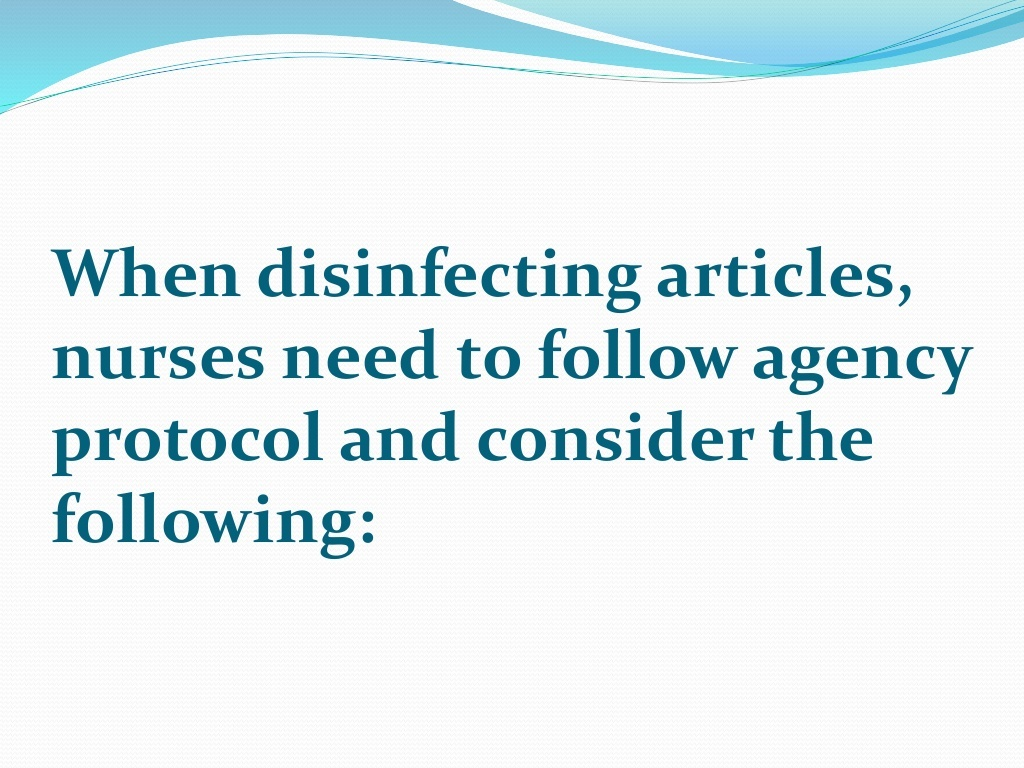 When disinfecting articles,
nurses need to follow agency
protocol and consider the
following: